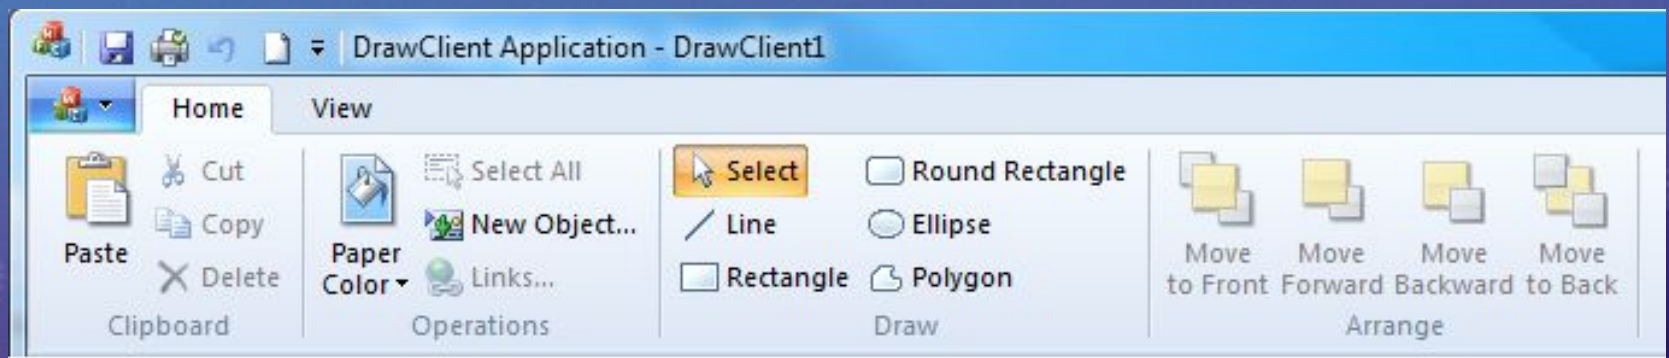 DrawClient Application - DrawClient1
Home View
Paste
Cut
Copy
Delete
Clipboard
Paper
Color
Select All
New Object...
Links...
Operations
Select
Line
Rectangle
Round Rectangle
Ellipse
Polygon
Draw
Move
to Front
Move
Forward
Move
Backward
Move
to Back
Arrange